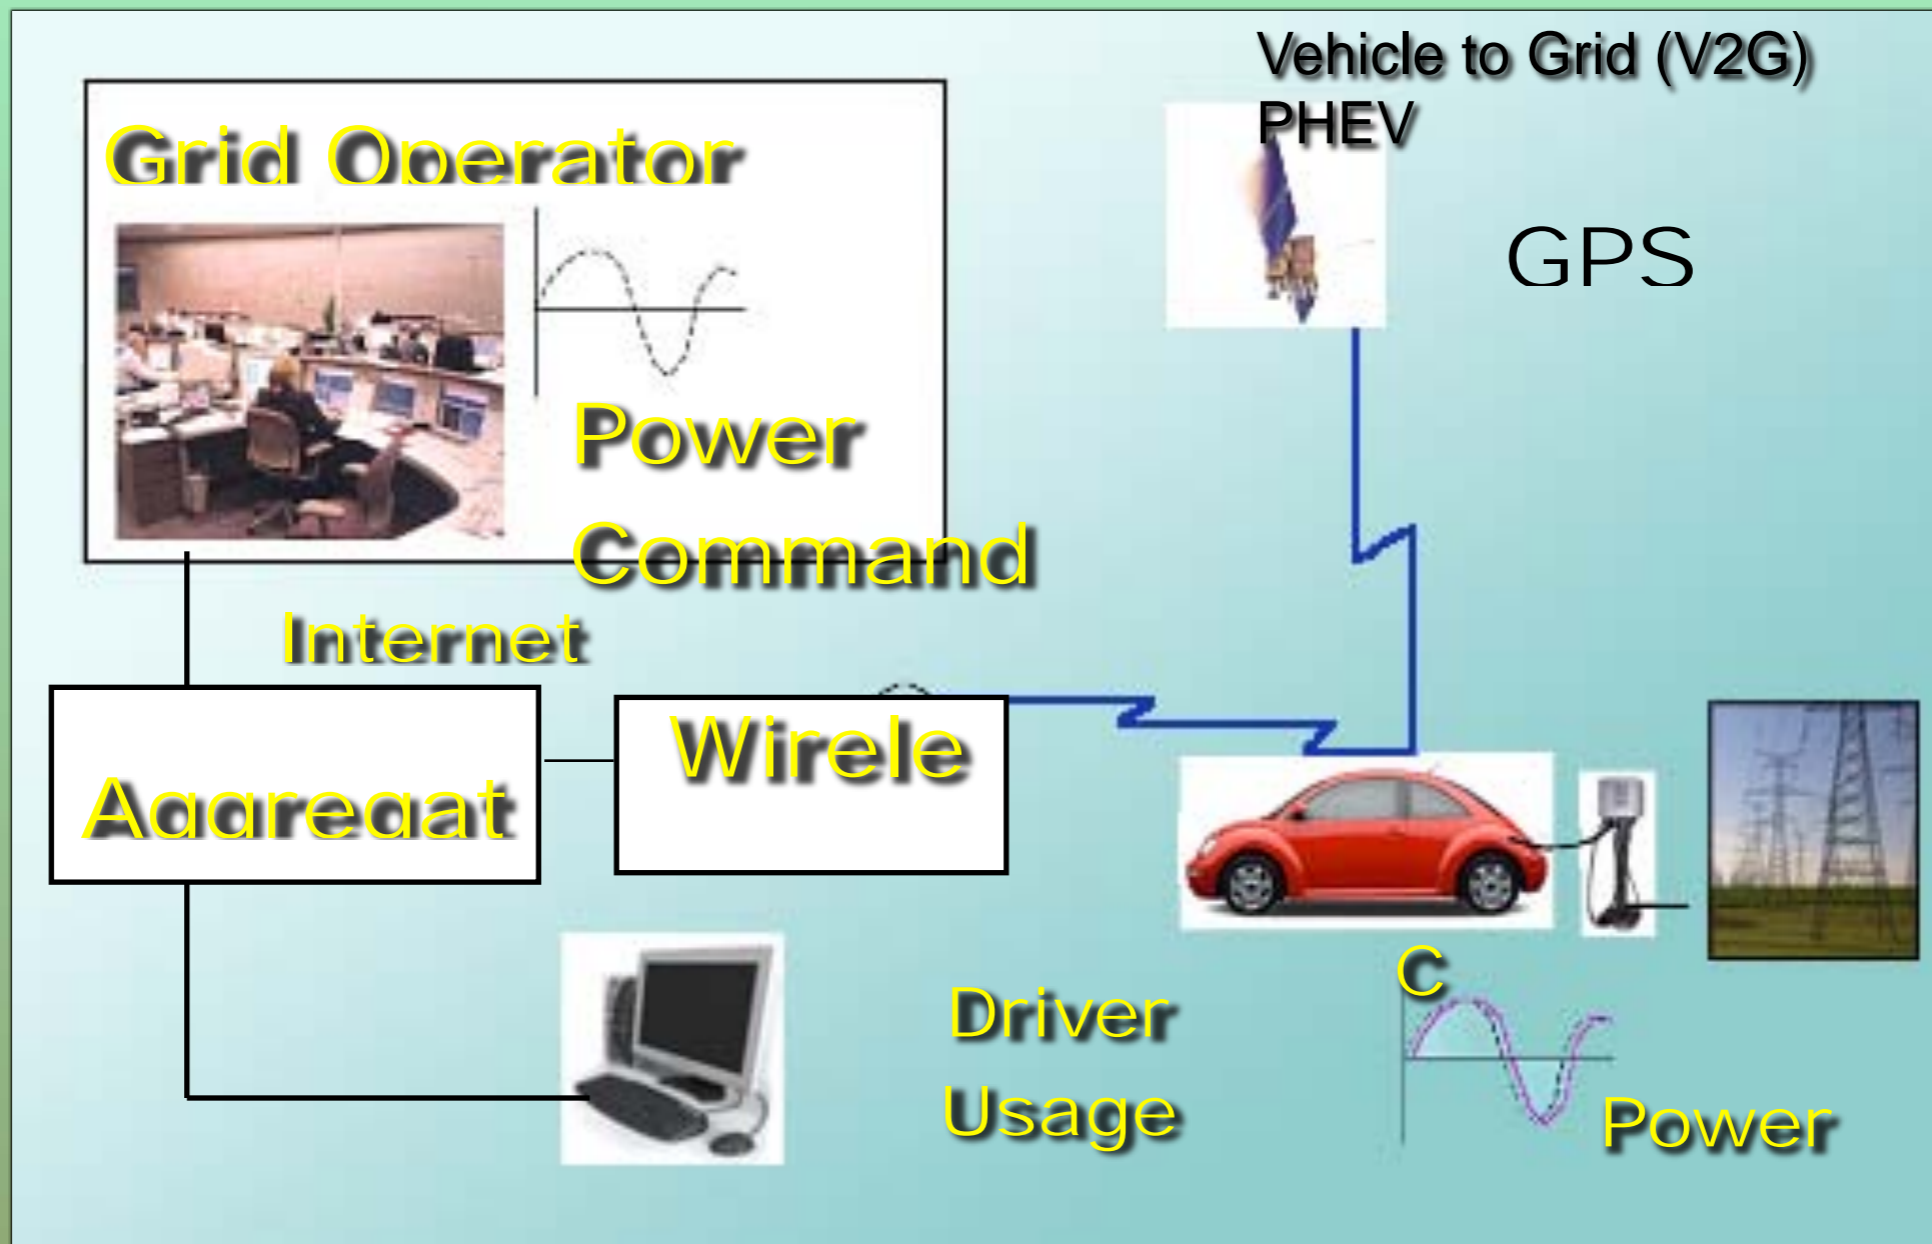 Vehicle to Grid (V2G)
PHEV
Grid Operator
GPS
Power
Command
Internet
Wirele
Aggregat
C
Driver
Usage
Power